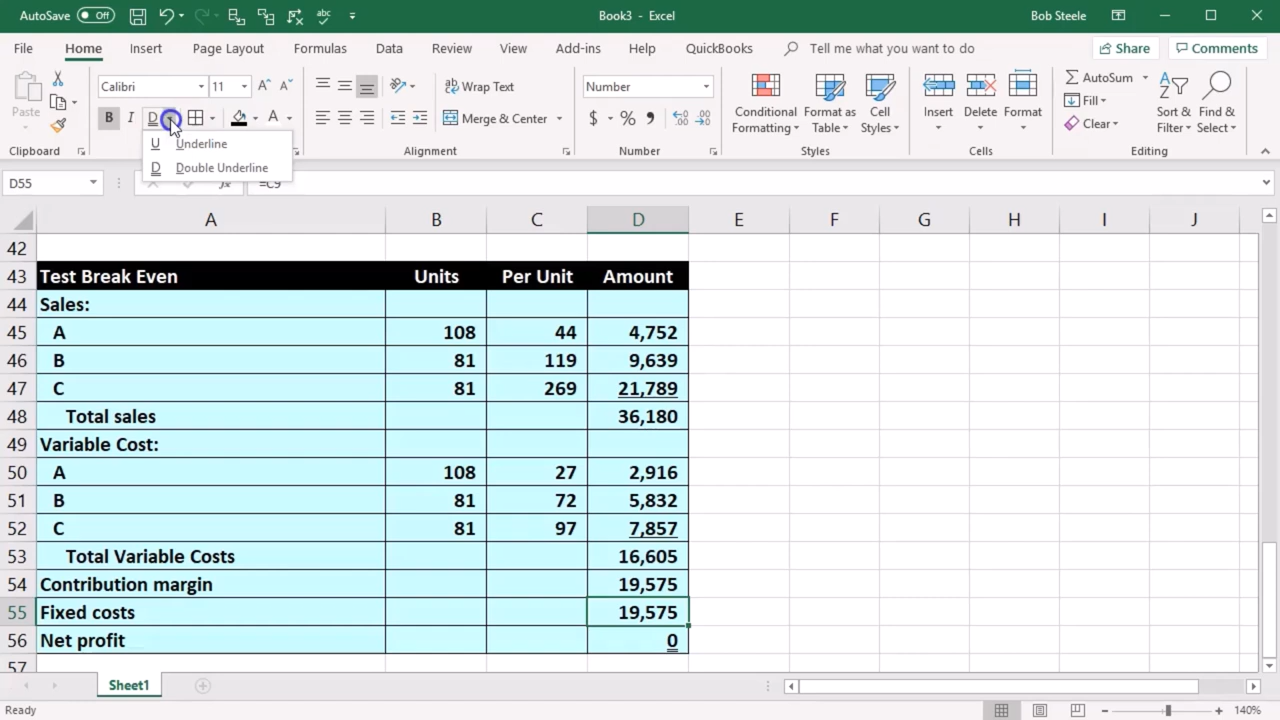 AutoSave Off abc Book3 - Excel Bob Steele
File Home Insert Page Layout Formulas Data Review View Add-ins Help QuickBooks Tell me what you want to do Share Comments
Paste Calibri 11 A A Wrap Text Number Conditional Formatting Format as Table Cell Styles Insert Delete Format AutoSum Sort & Filter Find & Select
B I D A Merge & Center $ % Fill
Clear
U Underline
D Double Underline
Clipboard Alignment Number Styles Cells Editing
D55 =C9
A B C D E F G H I J
42
43 Test Break Even Units Per Unit Amount
44 Sales:
45 A 108 44 4,752
46 B 81 119 9,639
47 C 81 269 21,789
48 Total sales 36,180
49 Variable Cost:
50 A 108 27 2,916
51 B 81 72 5,832
52 C 81 97 7,857
53 Total Variable Costs 16,605
54 Contribution margin 19,575
55 Fixed costs 19,575
56 Net profit 0
57
Sheet1
Ready 140%